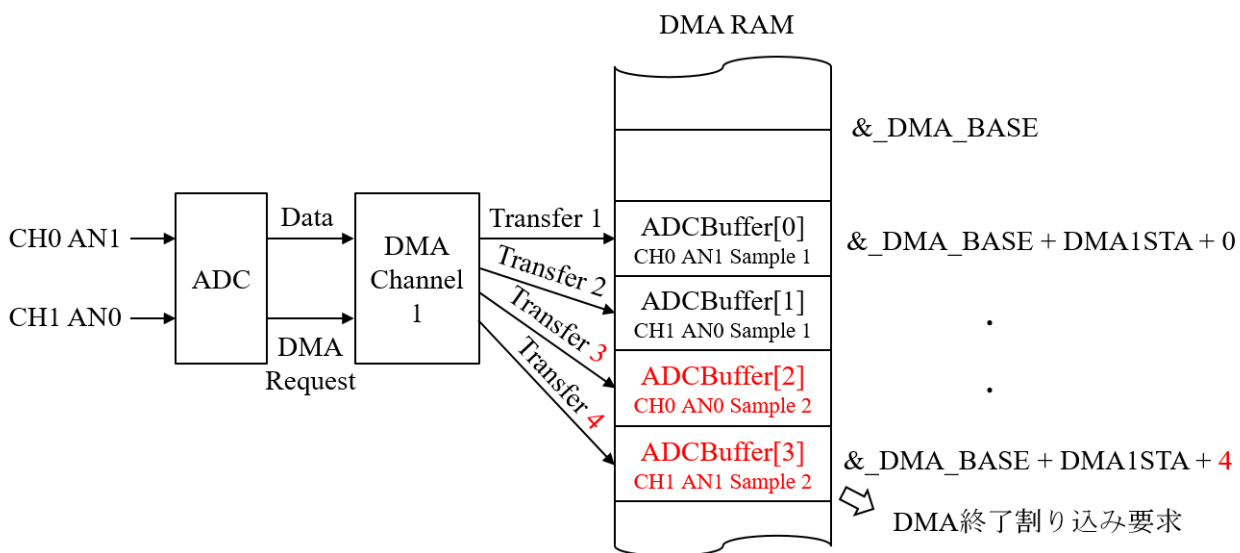 DMA RAM
&_DMA_BASE
CH0 AN1
CH1 AN0
ADC
Data
DMA
Request
DMA
Channel
1
Transfer 1
Transfer 2
Transfer 3
Transfer 4
ADCBuffer[0]
CH0 AN1 Sample 1
&_DMA_BASE + DMA1STA + 0
ADCBuffer[1]
CH1 AN0 Sample 1
.
ADCBuffer[2]
CH0 AN0 Sample 2
.
ADCBuffer[3]
CH1 AN1 Sample 2
&_DMA_BASE + DMA1STA + 4
DMA終了割り込み要求